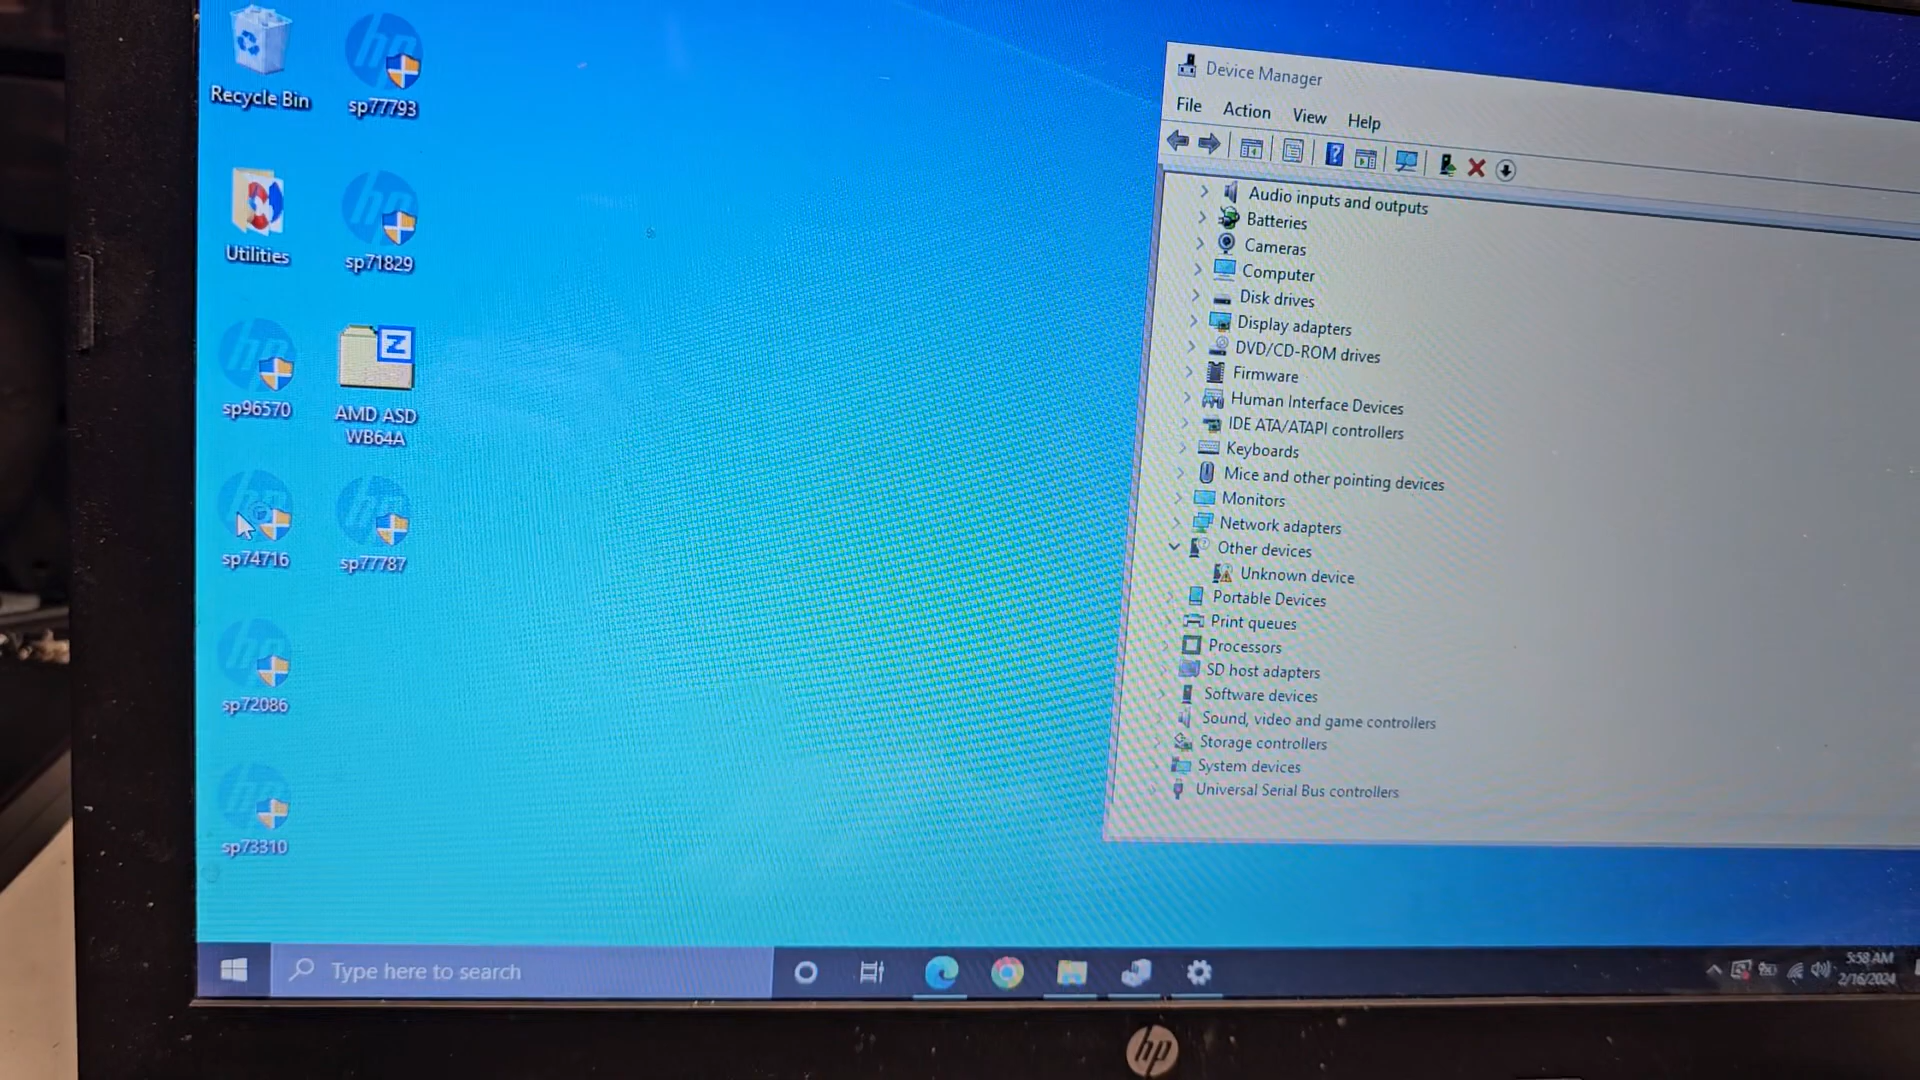 Recycle Bin
sp77793
Utilities
sp71829
sp96570
AMD ASD
WB64A
sp74716
sp77787
sp72086
sp73310
Device Manager
File Action View Help
Audio inputs and outputs
Batteries
Cameras
Computer
Disk drives
Display adapters
DVD/CD-ROM drives
Firmware
Human Interface Devices
IDE ATA/ATAPI controllers
Keyboards
Mice and other pointing devices
Monitors
Network adapters
Other devices
Unknown device
Portable Devices
Print queues
Processors
SD host adapters
Software devices
Sound, video and game controllers
Storage controllers
System devices
Universal Serial Bus controllers
Type here to search
5:58 AM
2/16/2024
hp